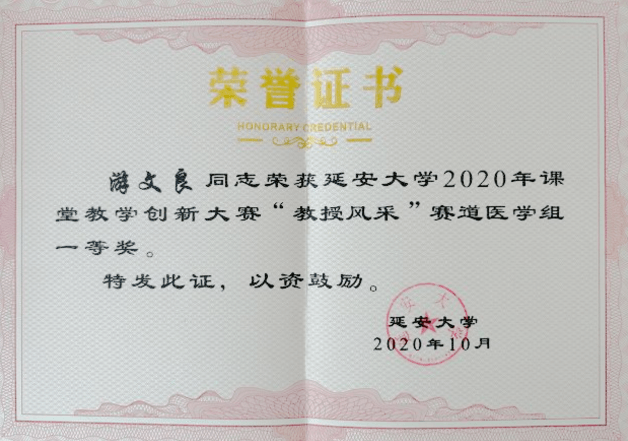 荣誉证书
HONORARY CREDENTIAL
游文良 同志荣获延安大学2020年课
堂教学创新大赛“教授风采”赛道医学组
一等奖。
特发此证，以资鼓励。
延安大学
2020年10月